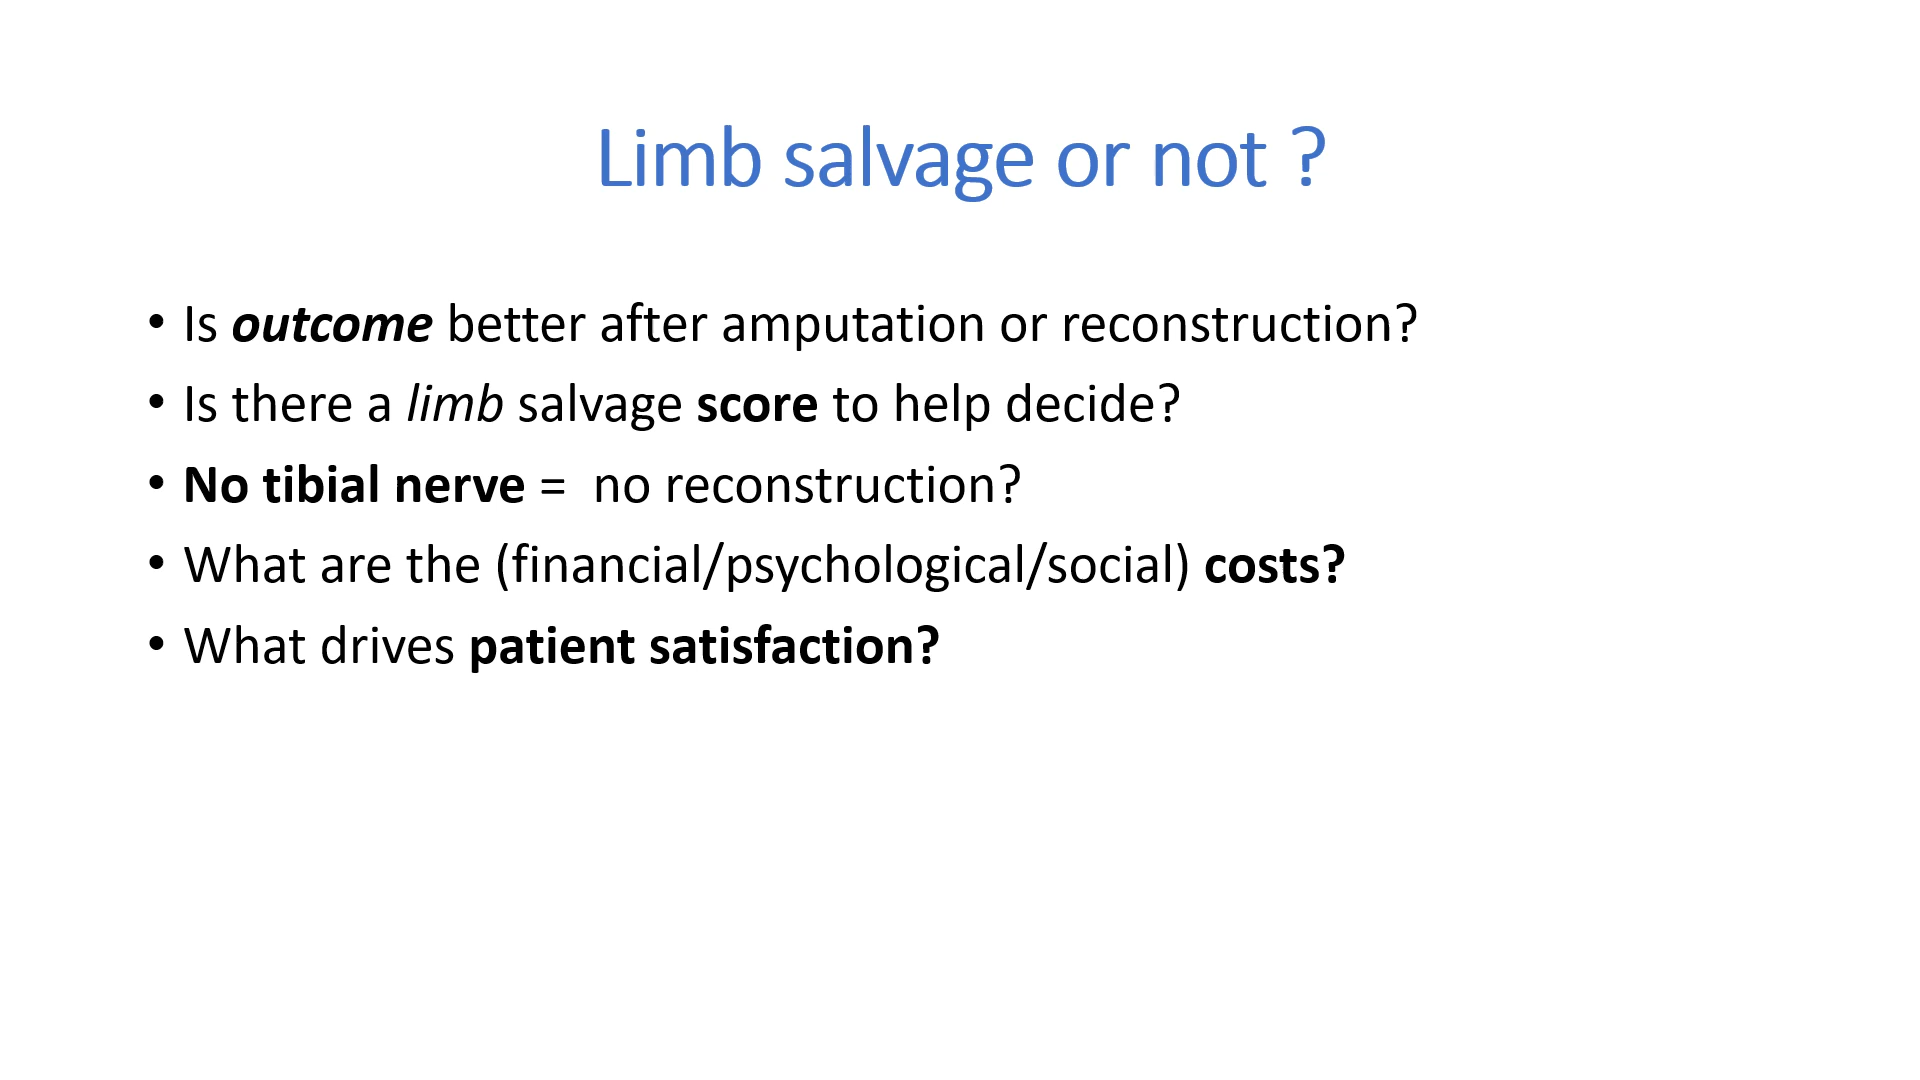 Limb salvage or not ?
• Is outcome better after amputation or reconstruction?
• Is there a limb salvage score to help decide?
• No tibial nerve =  no reconstruction?
• What are the (financial/psychological/social) costs?
• What drives patient satisfaction?